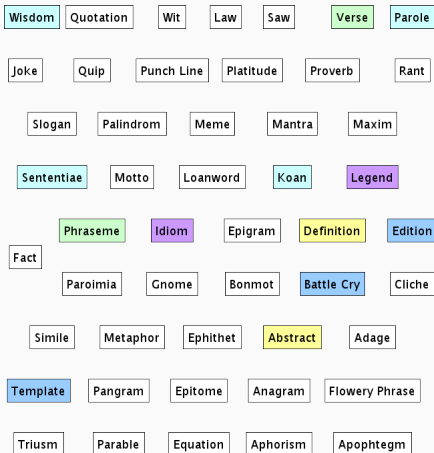 Wisdom Quotation Wit Law Saw Verse Parole
Joke Quip Punch Line Platitude Proverb Rant
Slogan Palindrom Meme Mantra Maxim
Sententiae Motto Loanword Koan Legend
Phraseme Idiom Epigram Definition Edition
Fact
Paroimia Gnome Bonmot Battle Cry Cliche
Simile Metaphor Ephithet Abstract Adage
Template Pangram Epitome Anagram Flowery Phrase
Triusm Parable Equation Aphorism Apophtegm